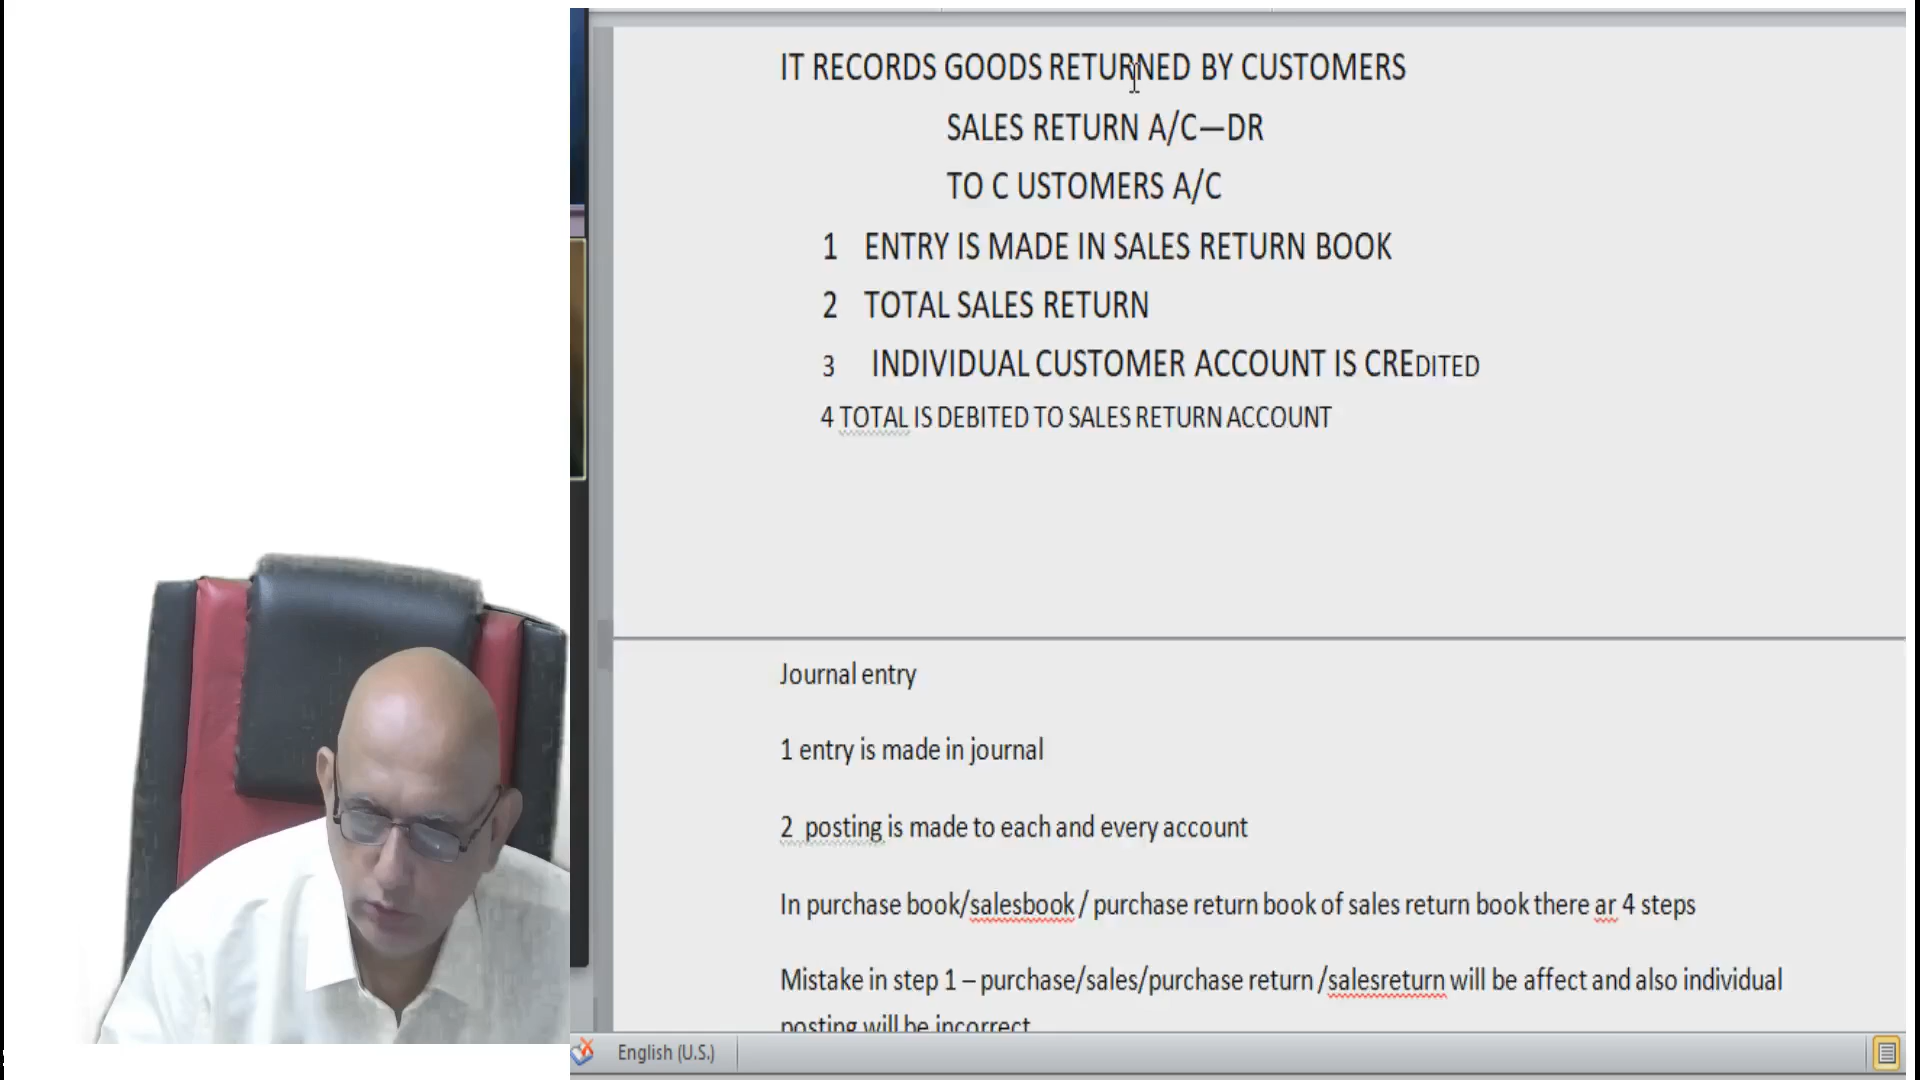 IT RECORDS GOODS RETURNED BY CUSTOMERS
SALES RETURN A/C—DR
TO C USTOMERS A/C
1 ENTRY IS MADE IN SALES RETURN BOOK
2 TOTAL SALES RETURN
3 INDIVIDUAL CUSTOMER ACCOUNT IS CREDITED
4 TOTAL IS DEBITED TO SALES RETURN ACCOUNT
Journal entry
1 entry is made in journal
2 posting is made to each and every account
In purchase book/salesbook / purchase return book of sales return book there ar 4 steps
Mistake in step 1 – purchase/sales/purchase return /salesreturn will be affect and also individual
posting will be incorrect
English (U.S.)